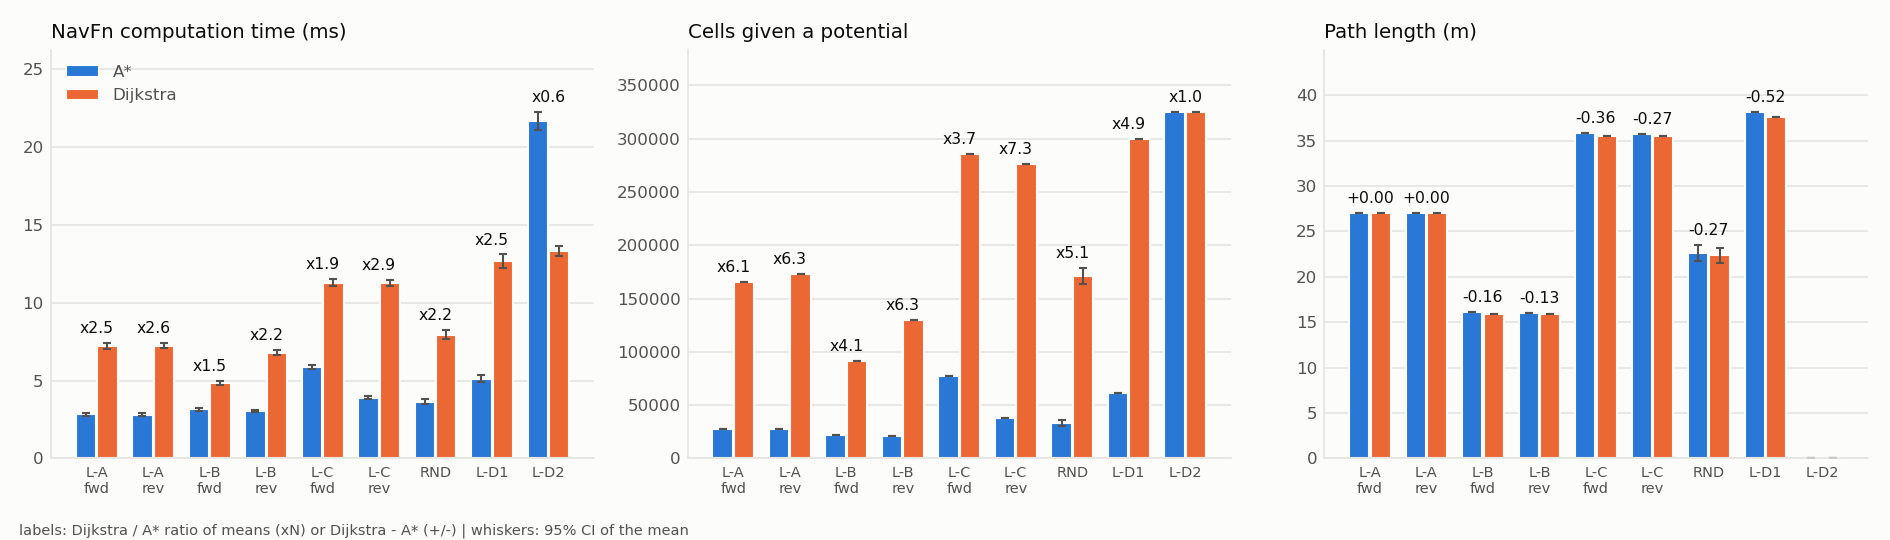 NavFn computation time (ms)
25
20
15
10
5
0
A*
Dijkstra
x2.5
x2.6
x1.5
x2.2
x1.9
x2.9
x2.2
x2.5
x0.6
L-A fwd
L-A rev
L-B fwd
L-B rev
L-C fwd
L-C rev
RND
L-D1
L-D2
Cells given a potential
350000
300000
250000
200000
150000
100000
50000
0
x6.1
x6.3
x4.1
x6.3
x3.7
x7.3
x5.1
x4.9
x1.0
L-A fwd
L-A rev
L-B fwd
L-B rev
L-C fwd
L-C rev
RND
L-D1
L-D2
Path length (m)
40
35
30
25
20
15
10
5
0
+0.00
+0.00
-0.16
-0.13
-0.36
-0.27
-0.27
-0.52
L-A fwd
L-A rev
L-B fwd
L-B rev
L-C fwd
L-C rev
RND
L-D1
L-D2
labels: Dijkstra / A* ratio of means (xN) or Dijkstra - A* (+/-) | whiskers: 95% CI of the mean